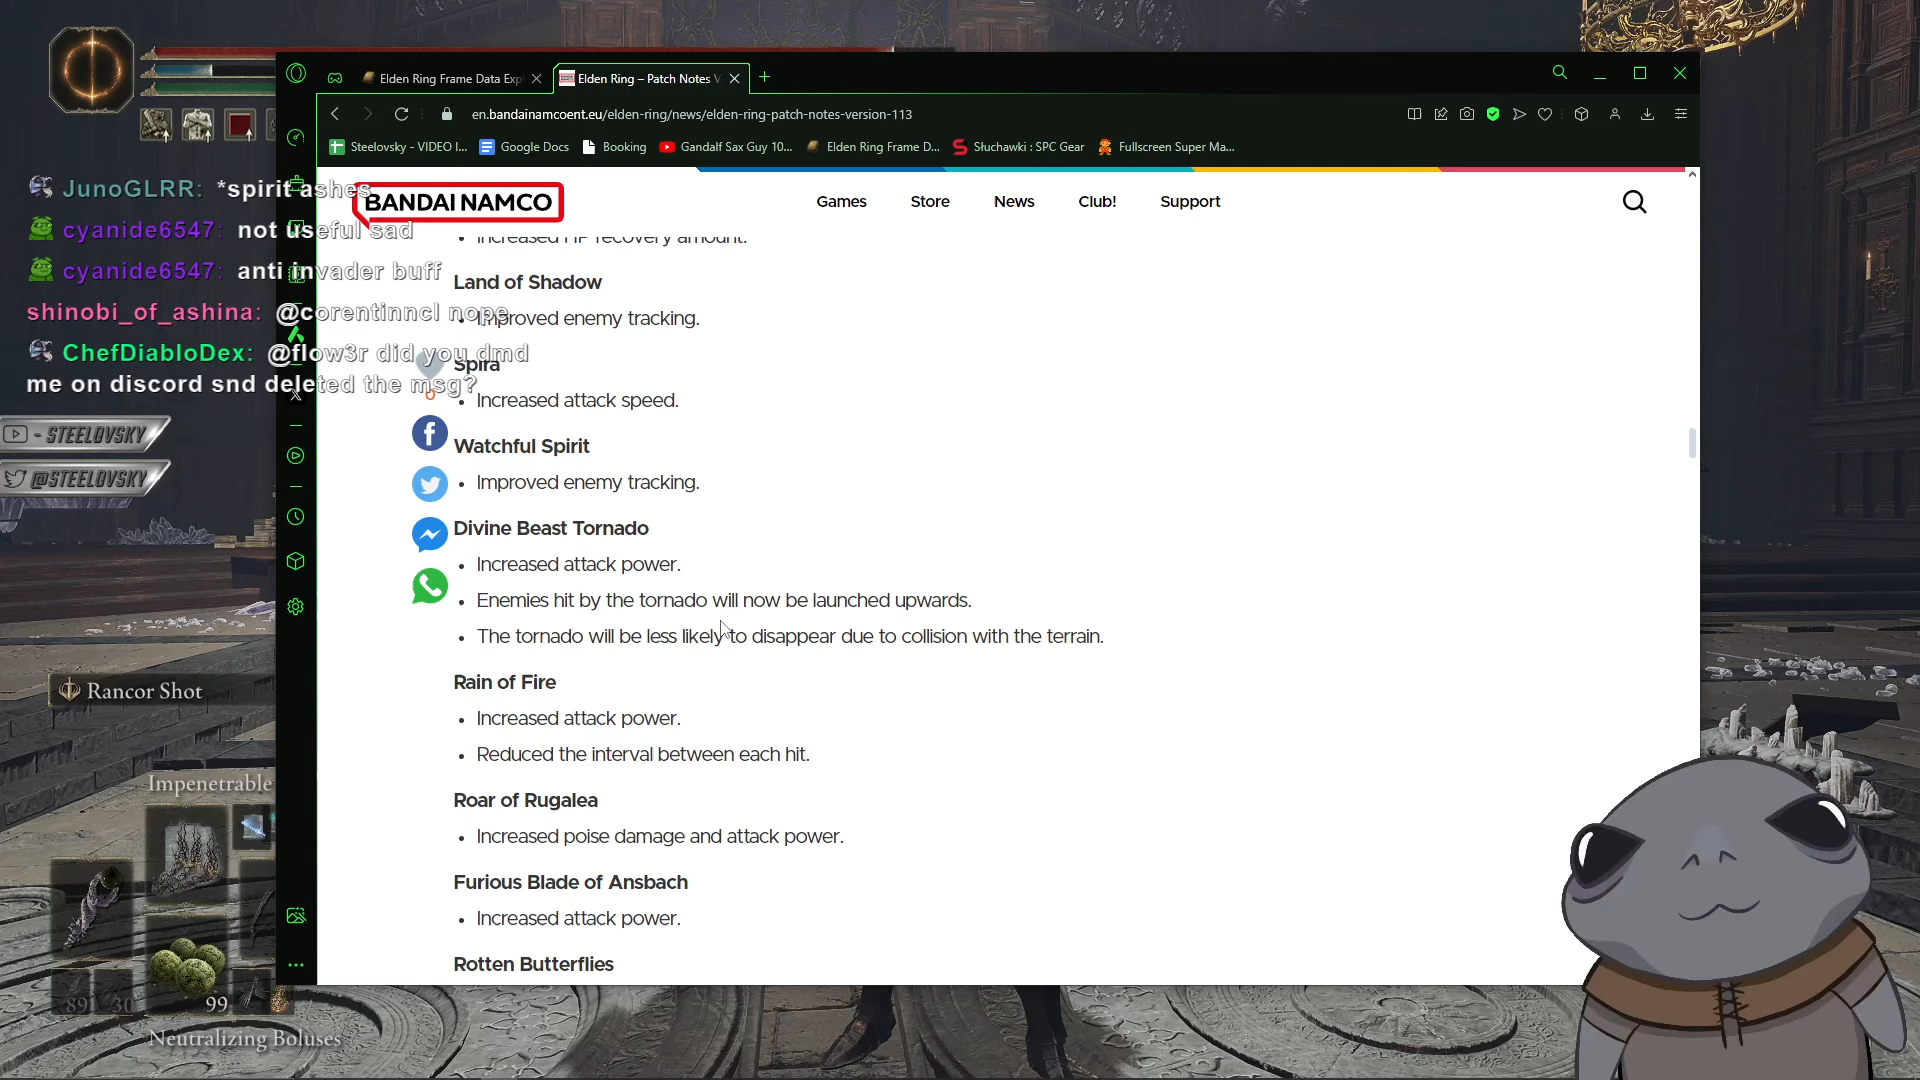 Elden Ring Frame Data Exp
Elden Ring – Patch Notes V
en.bandainamcoent.eu/elden-ring/news/elden-ring-patch-notes-version-113
Steelovsky - VIDEO I...
Google Docs
Booking
Gandalf Sax Guy 10...
Elden Ring Frame D...
Słuchawki : SPC Gear
Fullscreen Super Ma...
BANDAI NAMCO
Games
Store
News
Club!
Support
JunoGLRR: *spirit ashes
cyanide6547: not useful sad
cyanide6547: anti invader buff
shinobi_of_ashina: @corentinncl nope
ChefDiabloDex: @flow3r did you dmd
me on discord snd deleted the msg?
- STEELOVSKY
@STEELOVSKY
• Increased HP recovery amount.
Land of Shadow
• Improved enemy tracking.
Spira
0
• Increased attack speed.
Watchful Spirit
• Improved enemy tracking.
Divine Beast Tornado
• Increased attack power.
• Enemies hit by the tornado will now be launched upwards.
• The tornado will be less likely to disappear due to collision with the terrain.
Rain of Fire
• Increased attack power.
• Reduced the interval between each hit.
Roar of Rugalea
• Increased poise damage and attack power.
Furious Blade of Ansbach
• Increased attack power.
Rotten Butterflies
Rancor Shot
Impenetrable
89 30
99
Neutralizing Boluses